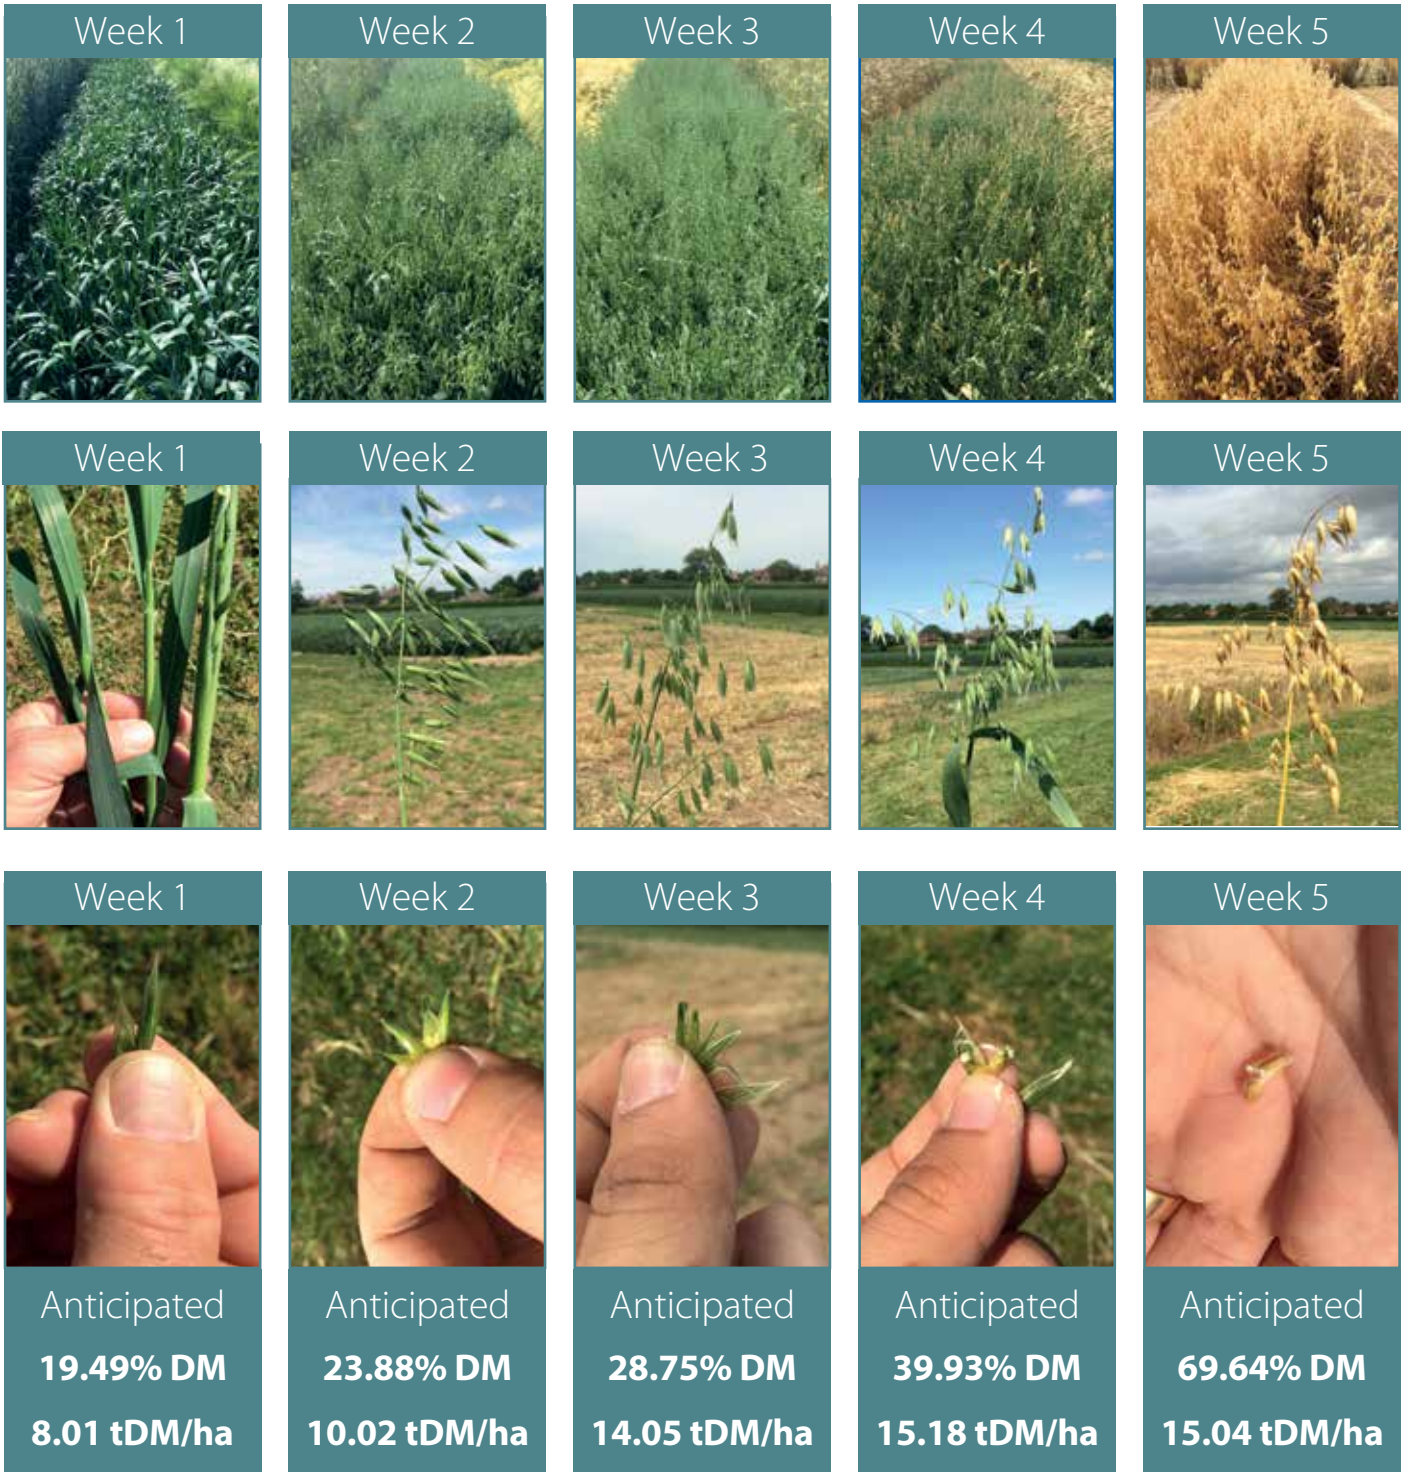 Week 1
Week 2
Week 3
Week 4
Week 5
Week 1
Week 2
Week 3
Week 4
Week 5
Week 1
Week 2
Week 3
Week 4
Week 5
Anticipated
19.49% DM
8.01 tDM/ha
Anticipated
23.88% DM
10.02 tDM/ha
Anticipated
28.75% DM
14.05 tDM/ha
Anticipated
39.93% DM
15.18 tDM/ha
Anticipated
69.64% DM
15.04 tDM/ha